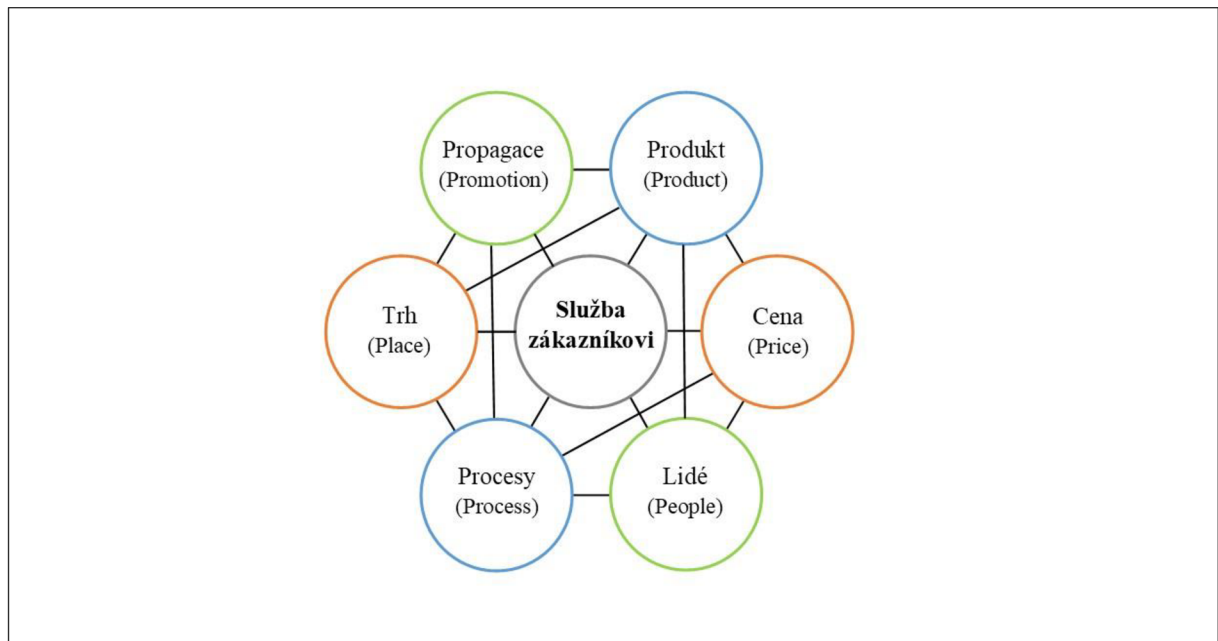 Propagace
(Promotion)
Produkt
(Product)
Trh
(Place)
Služba
zákazníkovi
Cena
(Price)
Procesy
(Process)
Lidé
(People)